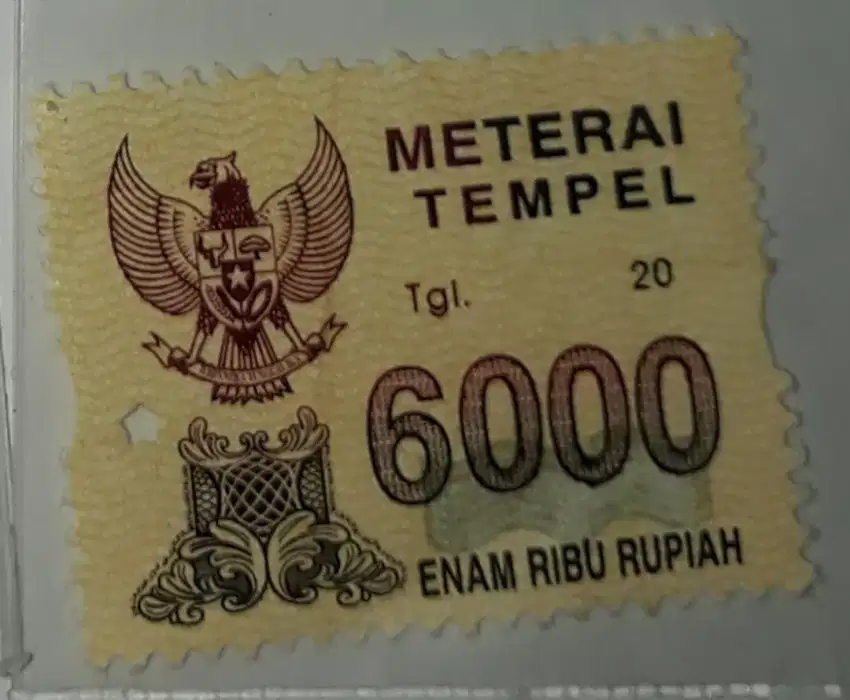 METERAI
TEMPEL
Tgl. 20
6000
ENAM RIBU RUPIAH